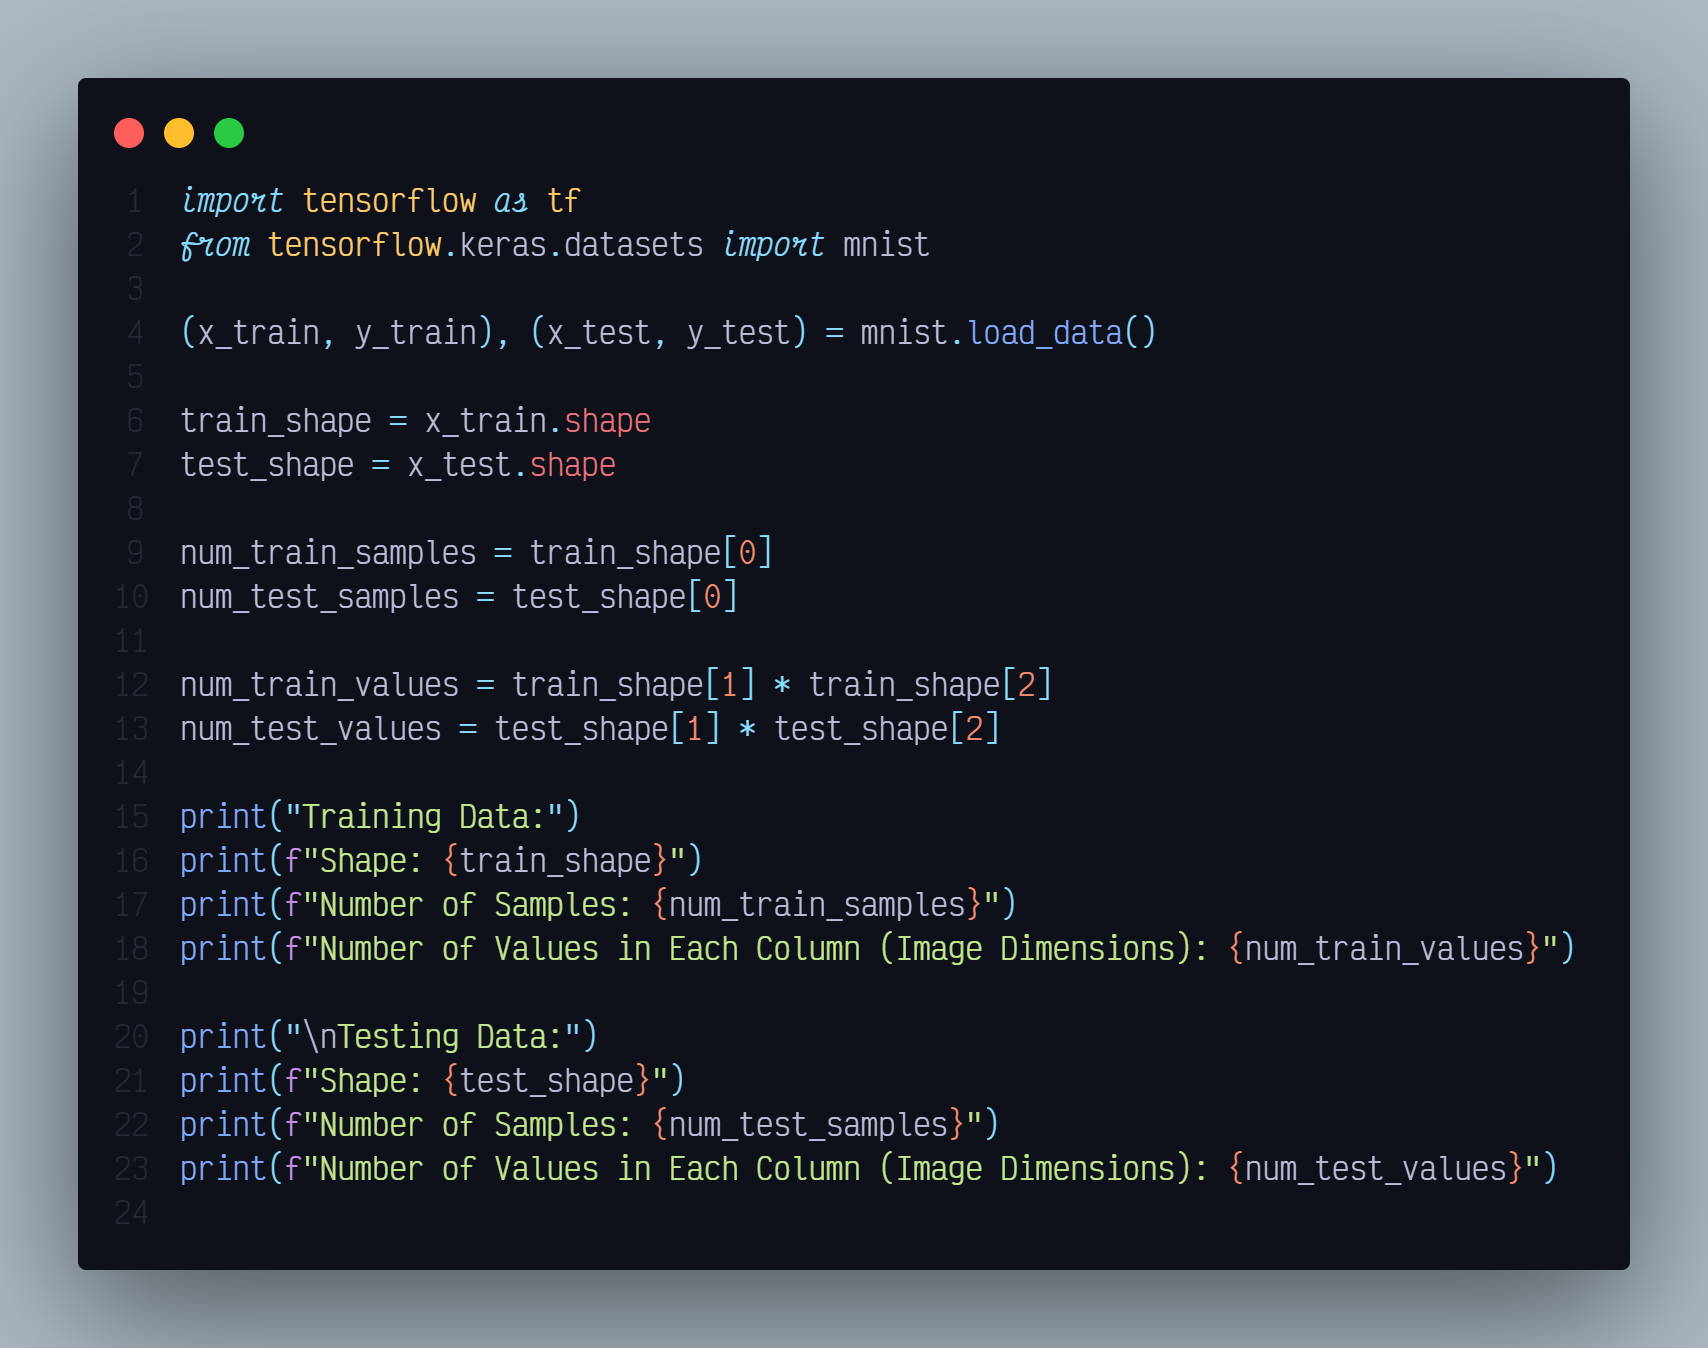 1 import tensorflow as tf
2 from tensorflow.keras.datasets import mnist
3
4 (x_train, y_train), (x_test, y_test) = mnist.load_data()
5
6 train_shape = x_train.shape
7 test_shape = x_test.shape
8
9 num_train_samples = train_shape[0]
10 num_test_samples = test_shape[0]
11
12 num_train_values = train_shape[1] * train_shape[2]
13 num_test_values = test_shape[1] * test_shape[2]
14
15 print("Training Data:")
16 print(f"Shape: {train_shape}")
17 print(f"Number of Samples: {num_train_samples}")
18 print(f"Number of Values in Each Column (Image Dimensions): {num_train_values}")
19
20 print("\nTesting Data:")
21 print(f"Shape: {test_shape}")
22 print(f"Number of Samples: {num_test_samples}")
23 print(f"Number of Values in Each Column (Image Dimensions): {num_test_values}")
24